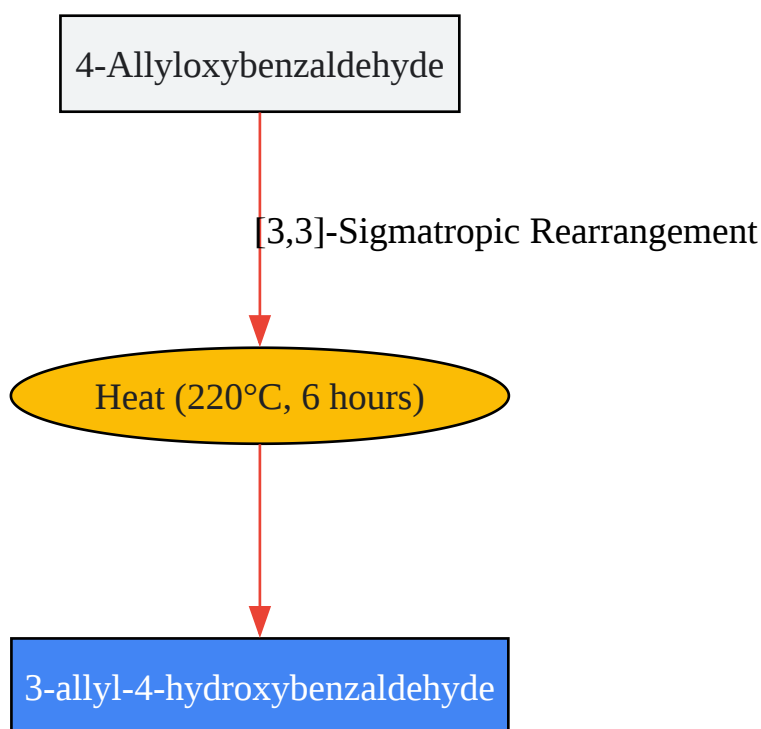 4-Allyloxybenzaldehyde
[3,3]-Sigmatropic Rearrangement
Heat (220°C, 6 hours)
3-allyl-4-hydroxybenzaldehyde